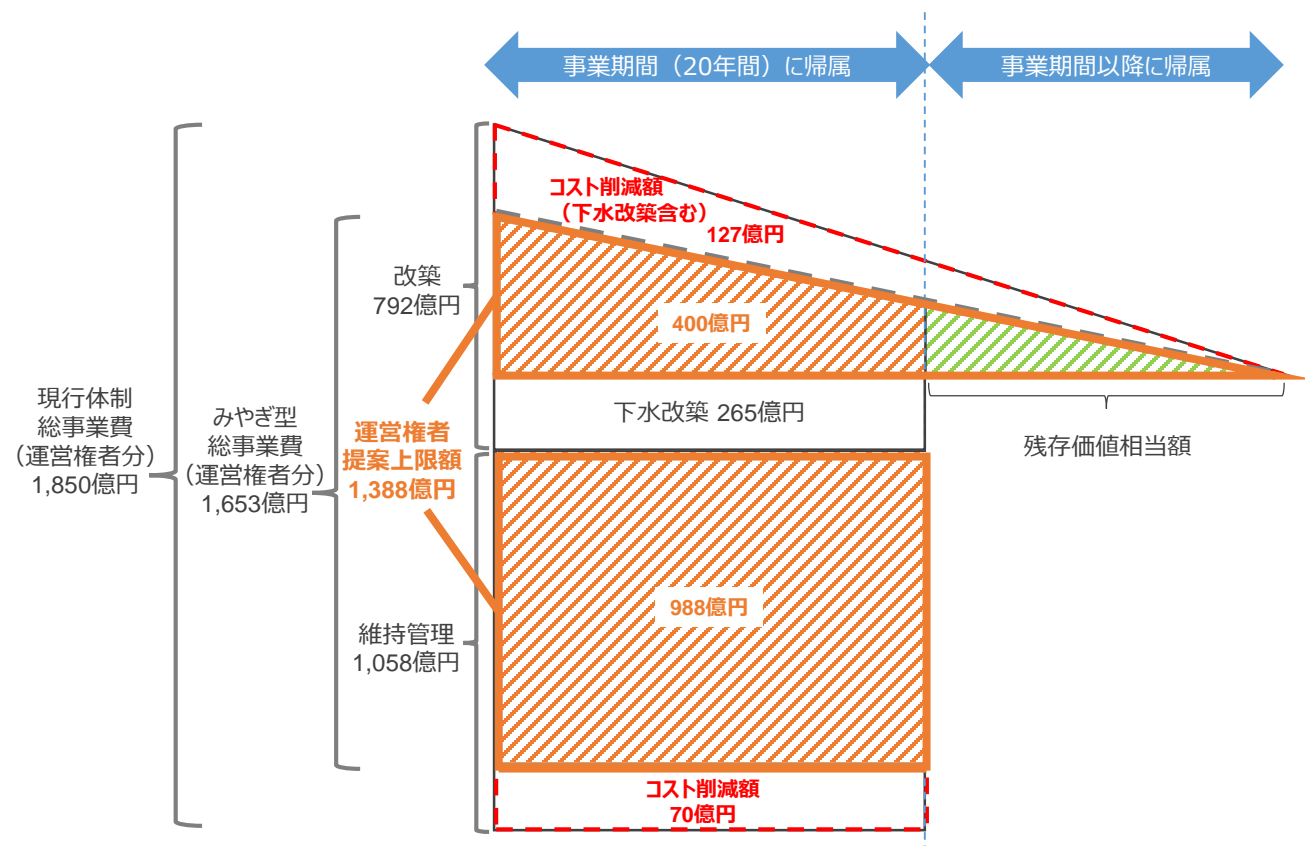 事業期間（20年間）に帰属
事業期間以降に帰属
コスト削減額
（下水改築含む）
127億円
改築
792億円
400億円
下水改築 265億円
現行体制
総事業費
（運営権者分）
1,850億円
みやぎ型
総事業費
（運営権者分）
1,653億円
運営権者
提案上限額
1,388億円
残存価値相当額
988億円
維持管理
1,058億円
コスト削減額
70億円